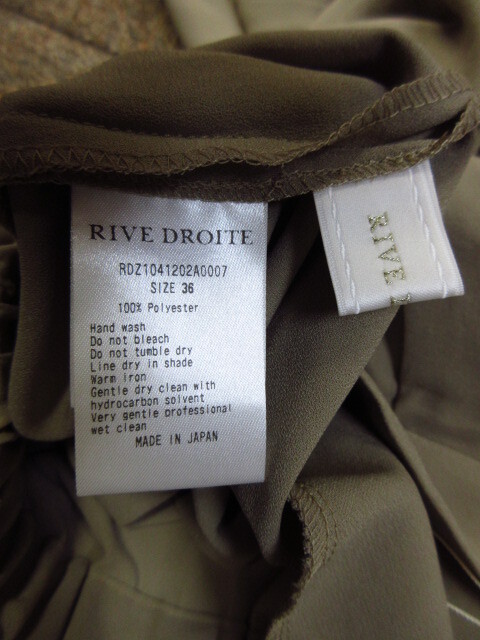 RIVE DROITE
RDZ1041202A0007
SIZE 36
100% Polyester
Hand wash
Do not bleach
Do not tumble dry
Line dry in shade
Warm iron
Gentle dry clean with
hydrocarbon solvent
Very gentle professional
wet clean
MADE IN JAPAN
RIVE